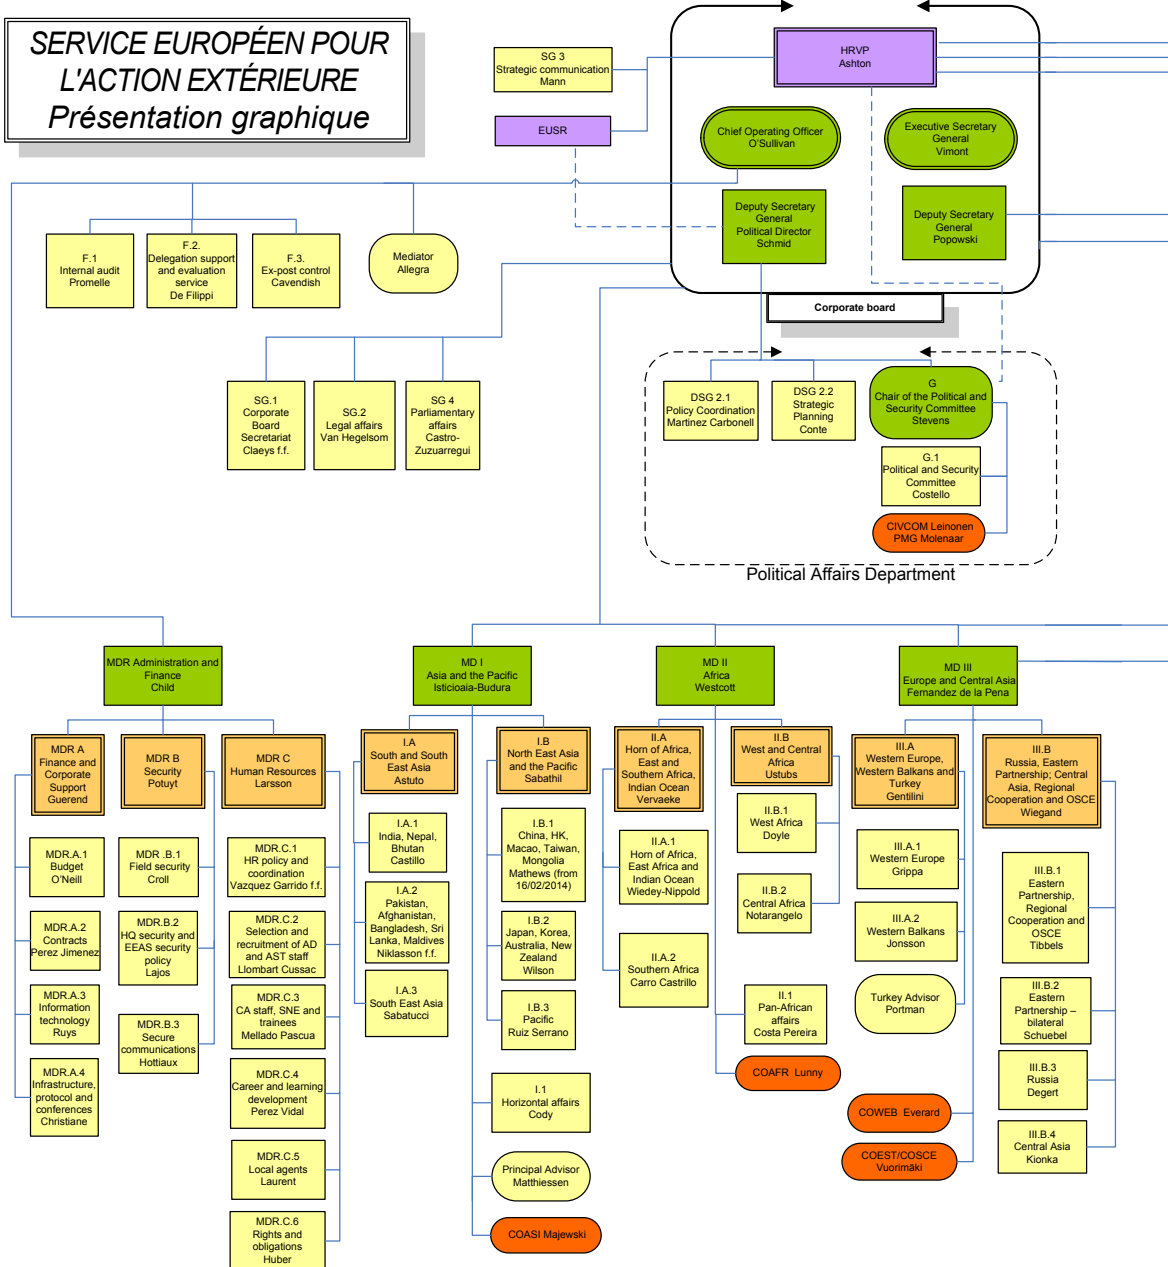 SERVICE EUROPÉEN POUR
L'ACTION EXTÉRIEURE
Présentation graphique
SG 3
Strategic communication
Mann
EUSR
HRVP
Ashton
Chief Operating Officer
O'Sullivan
Executive Secretary
General
Vimont
Deputy Secretary
General
Political Director
Schmid
Deputy Secretary
General
Popowski
Corporate board
F.1
Internal audit
Promelle
F.2.
Delegation support
and evaluation
service
De Filippi
F.3.
Ex-post control
Cavendish
Mediator
Allegra
SG.1
Corporate
Board
Secretariat
Claeys f.f.
SG.2
Legal affairs
Van Hegelsom
SG 4
Parliamentary
affairs
Castro-
Zuzuarregui
DSG 2.1
Policy Coordination
Martinez Carbonell
DSG 2.2
Strategic
Planning
Conte
G
Chair of the Political and
Security Committee
Stevens
G.1
Political and Security
Committee
Costello
CIVCOM Leinonen
PMG Molenaar
Political Affairs Department
MDR Administration and
Finance
Child
MD I
Asia and the Pacific
Isticioaia-Budura
MD II
Africa
Westcott
MD III
Europe and Central Asia
Fernandez de la Pena
MDR A
Finance and
Corporate
Support
Guerend
MDR B
Security
Potuyt
MDR C
Human Resources
Larsson
I.A
South and South
East Asia
Astuto
I.B
North East Asia
and the Pacific
Sabathil
II.A
Horn of Africa,
East and
Southern Africa,
Indian Ocean
Vervaeke
II.B
West and Central
Africa
Ustubs
III.A
Western Europe,
Western Balkans and
Turkey
Gentilini
III.B
Russia, Eastern
Partnership; Central
Asia, Regional
Cooperation and OSCE
Wiegand
MDR.A.1
Budget
O'Neill
MDR.A.2
Contracts
Perez Jimenez
MDR.A.3
Information
technology
Ruys
MDR.A.4
Infrastructure,
protocol and
conferences
Christiane
MDR .B.1
Field security
Croll
MDR.B.2
HQ security and
EEAS security
policy
Lajos
MDR.B.3
Secure
communications
Hottiaux
MDR.C.1
HR policy and
coordination
Vazquez Garrido f.f.
MDR.C.2
Selection and
recruitment of AD
and AST staff
Llombart Cussac
MDR.C.3
CA staff, SNE and
trainees
Mellado Pascua
MDR.C.4
Career and learning
development
Perez Vidal
MDR.C.5
Local agents
Laurent
MDR.C.6
Rights and
obligations
Huber
I.A.1
India, Nepal,
Bhutan
Castillo
I.A.2
Pakistan,
Afghanistan,
Bangladesh, Sri
Lanka, Maldives
Niklasson f.f.
I.A.3
South East Asia
Sabatucci
I.B.1
China, HK,
Macao, Taiwan,
Mongolia
Mathews (from
16/02/2014)
I.B.2
Japan, Korea,
Australia, New
Zealand
Wilson
I.B.3
Pacific
Ruiz Serrano
I.1
Horizontal affairs
Cody
Principal Advisor
Matthiessen
COASI Majewski
II.A.1
Horn of Africa,
East Africa and
Indian Ocean
Wiedey-Nippold
II.A.2
Southern Africa
Carro Castrillo
II.B.1
West Africa
Doyle
II.B.2
Central Africa
Notarangelo
II.1
Pan-African
affairs
Costa Pereira
COAFR Lunny
III.A.1
Western Europe
Grippa
III.A.2
Western Balkans
Jonsson
Turkey Advisor
Portman
COWEB Everard
COEST/COSCE
Vuorimäki
III.B.1
Eastern
Partnership,
Regional
Cooperation and
OSCE
Tibbels
III.B.2
Eastern
Partnership –
bilateral
Schuebel
III.B.3
Russia
Degert
III.B.4
Central Asia
Kionka